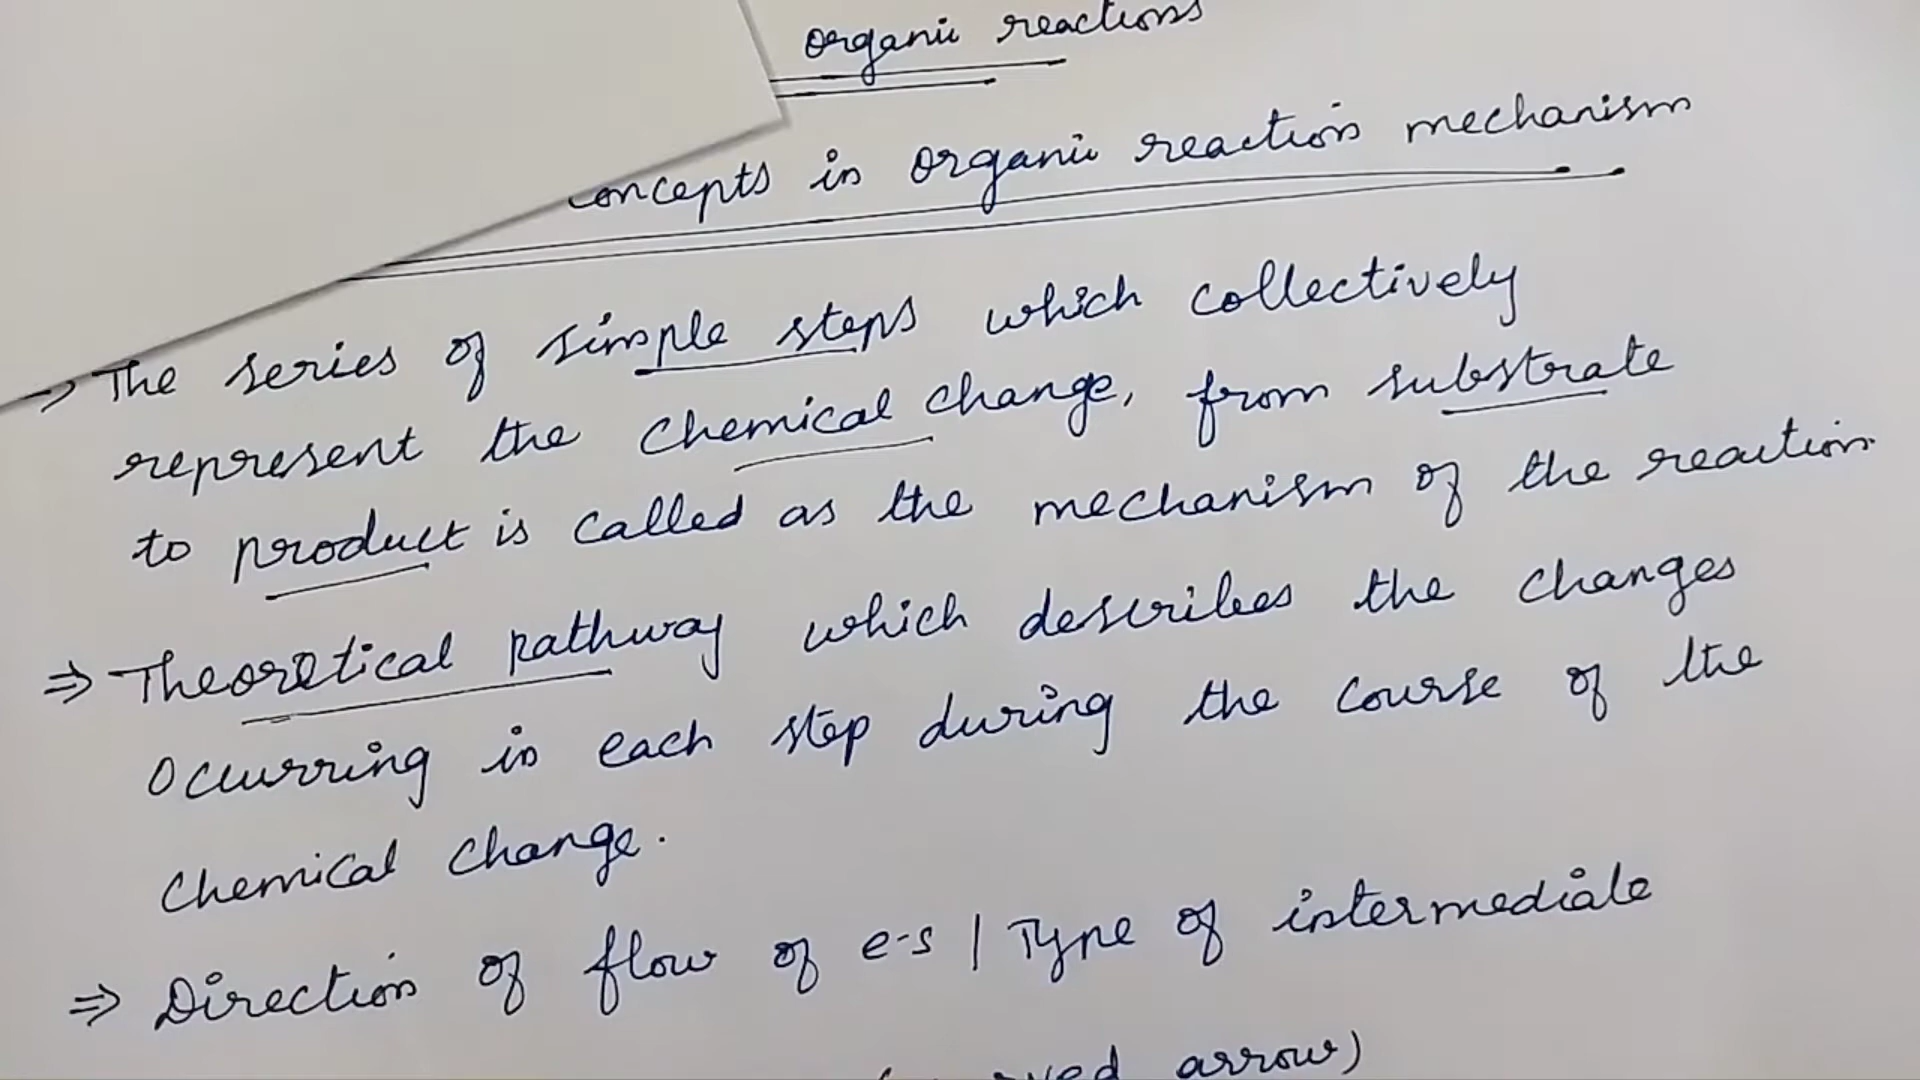 organic reactions
oncepts in organic reaction mechanism
⇒ The series of simple steps which collectively
represent the chemical change, from substrate
to product is called as the mechanism of the reaction
⇒ Theoretical pathway which describes the changes
Occurring in each step during the course of the
Chemical change.
⇒ Direction of flow of e-s | Type of intermediate
arrow)